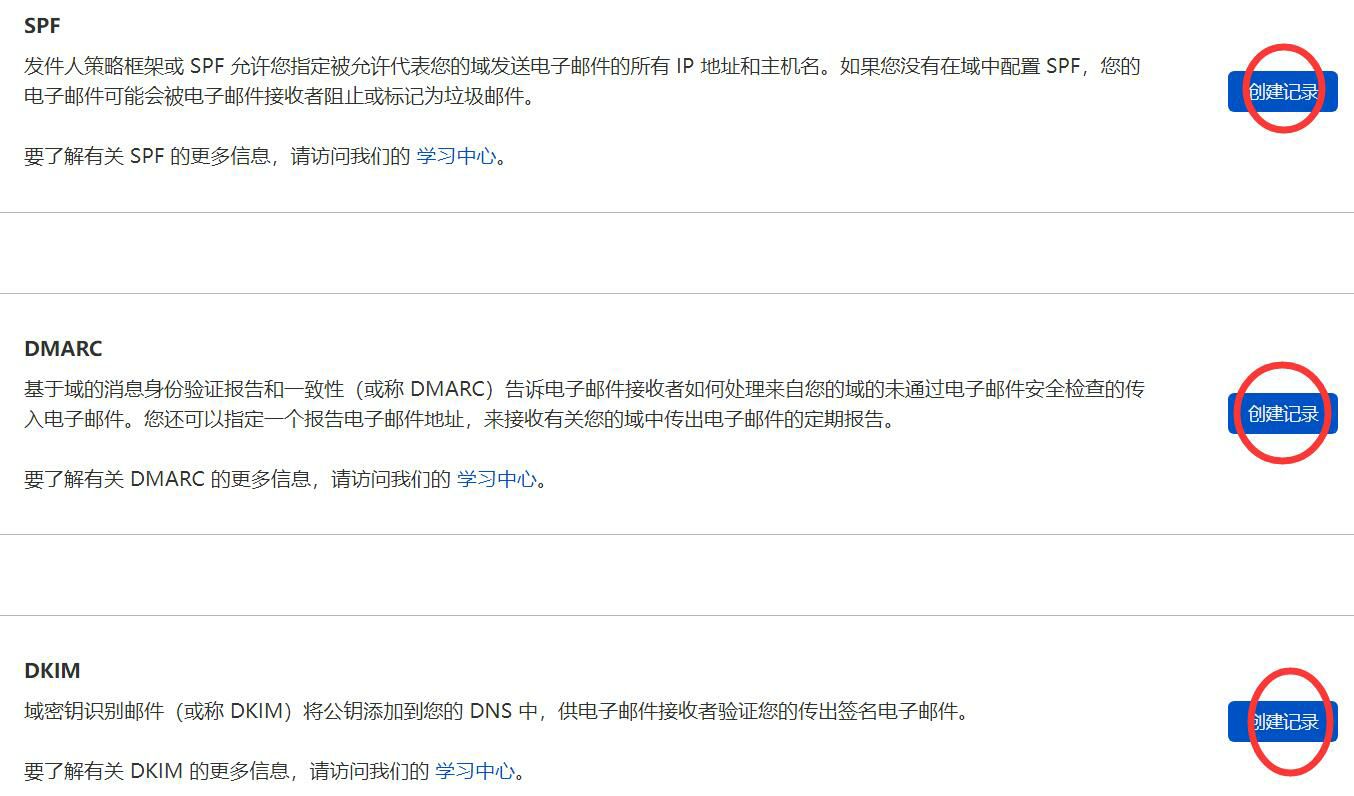 SPF
发件人策略框架或 SPF 允许您指定被允许代表您的域发送电子邮件的所有 IP 地址和主机名。如果您没有在域中配置 SPF，您的
电子邮件可能会被电子邮件接收者阻止或标记为垃圾邮件。
创建记录
要了解有关 SPF 的更多信息，请访问我们的 学习中心。
DMARC
基于域的消息身份验证报告和一致性（或称 DMARC）告诉电子邮件接收者如何处理来自您的域的未通过电子邮件安全检查的传
入电子邮件。您还可以指定一个报告电子邮件地址，来接收有关您的域中传出电子邮件的定期报告。
创建记录
要了解有关 DMARC 的更多信息，请访问我们的 学习中心。
DKIM
域密钥识别邮件（或称 DKIM）将公钥添加到您的 DNS 中，供电子邮件接收者验证您的传出签名电子邮件。
创建记录
要了解有关 DKIM 的更多信息，请访问我们的 学习中心。